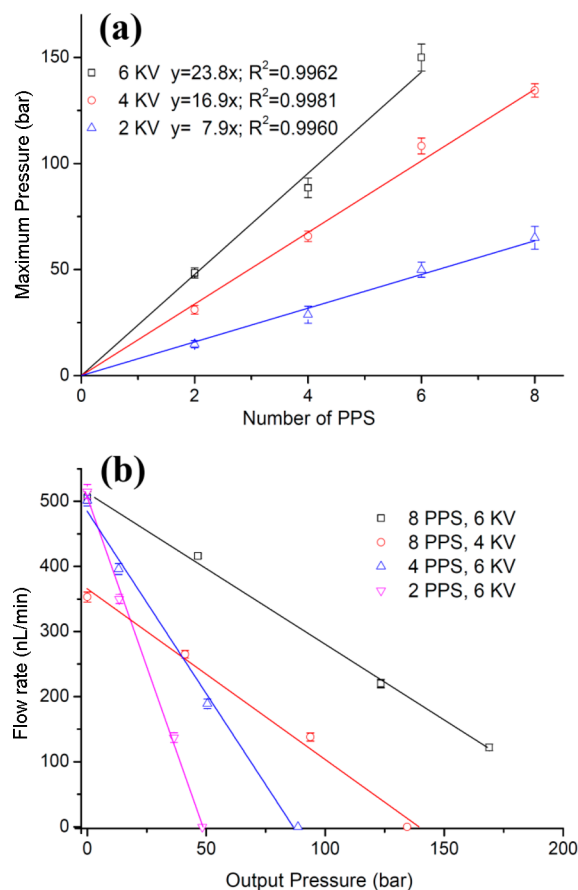 (a)
150
100
50
0
Maximum Pressure (bar)
6 KV y=23.8x; R²=0.9962
4 KV y=16.9x; R²=0.9981
2 KV y= 7.9x; R²=0.9960
0 2 4 6 8
Number of PPS
(b)
500
400
300
200
100
0
Flow rate (nL/min)
8 PPS, 6 KV
8 PPS, 4 KV
4 PPS, 6 KV
2 PPS, 6 KV
0 50 100 150 200
Output Pressure (bar)